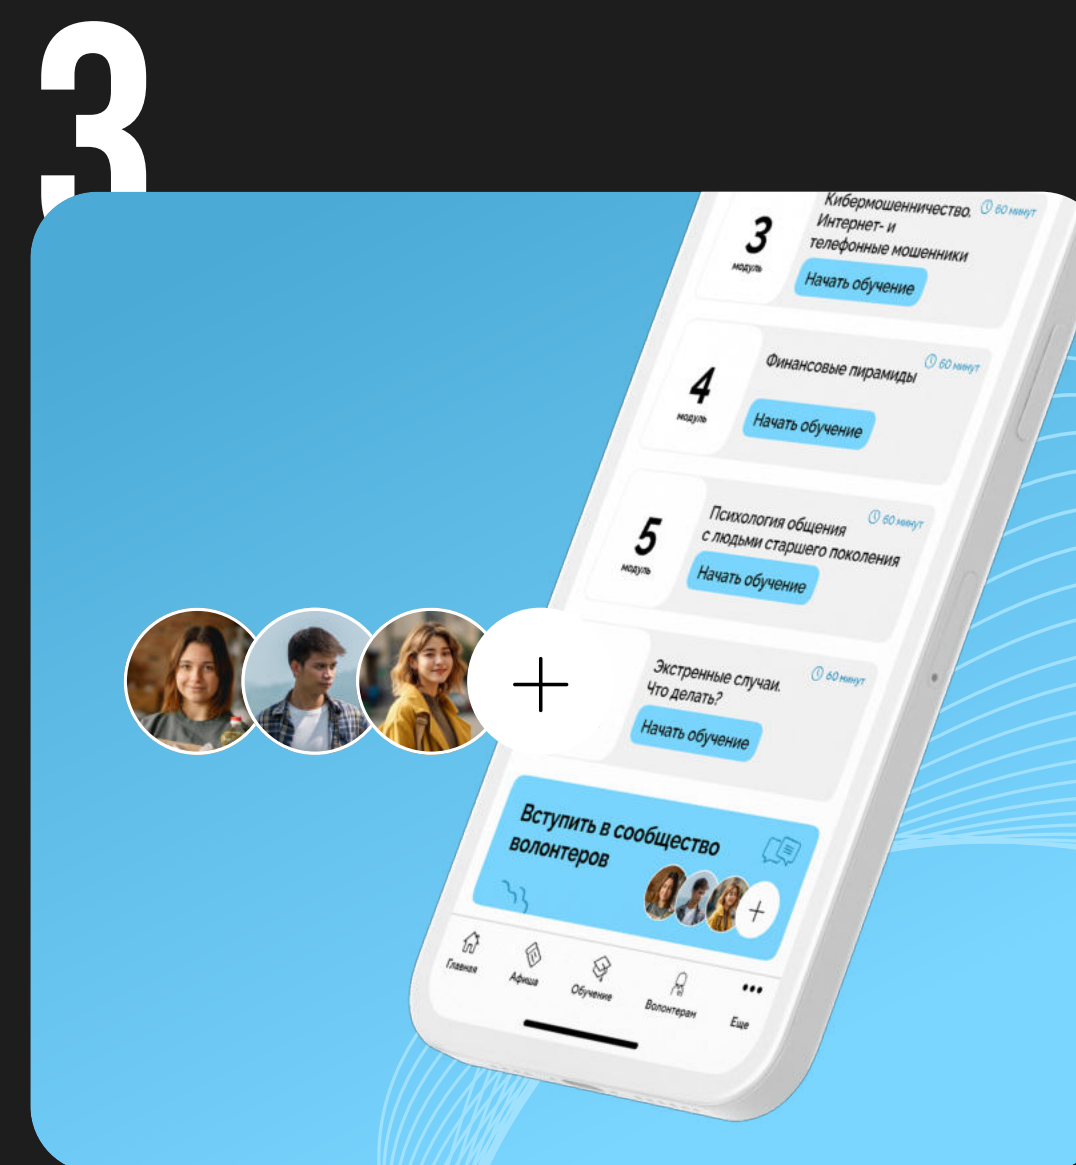 3
Кибермошенничество.
Интернет- и
телефонные мошенники
60 минут
3
модуль
Начать обучение
Финансовые пирамиды
60 минут
4
модуль
Начать обучение
Психология общения
с людьми старшего поколения
60 минут
5
модуль
Начать обучение
Экстренные случаи.
Что делать?
60 минут
Начать обучение
Вступить в сообщество
волонтеров
Главная
Афиша
Обучение
Волонтерам
Еще